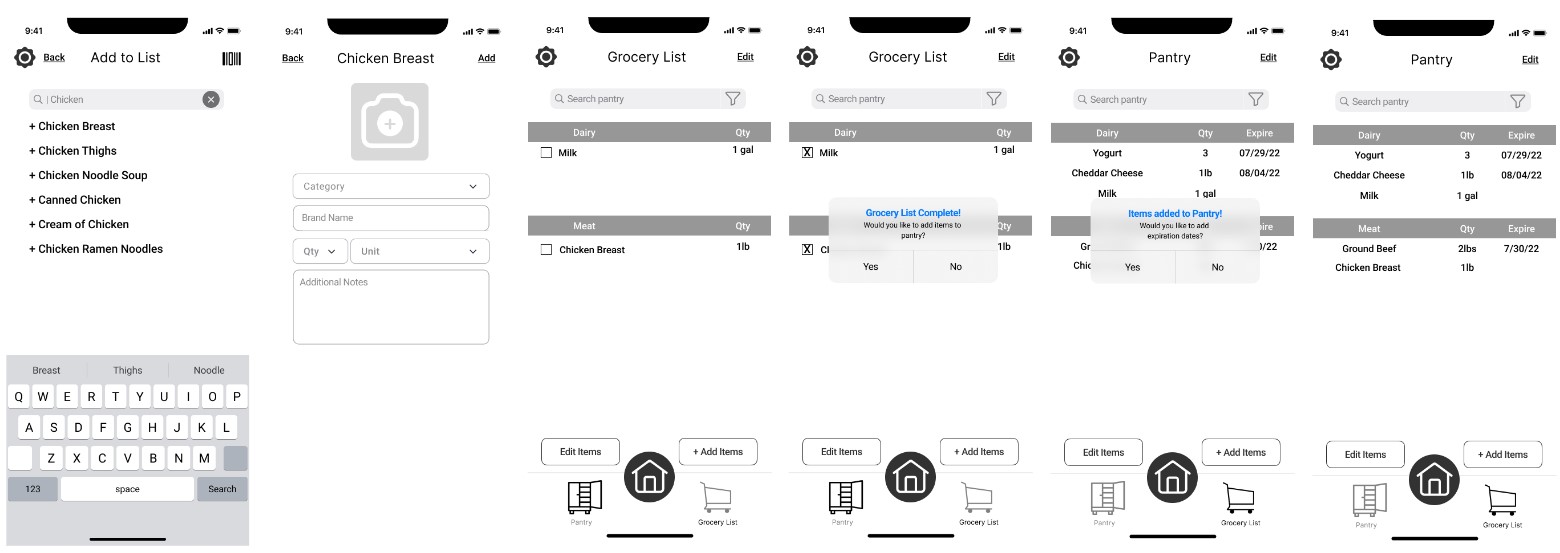 9:41
Back Add to List
Chicken
+ Chicken Breast
+ Chicken Thighs
+ Chicken Noodle Soup
+ Canned Chicken
+ Cream of Chicken
+ Chicken Ramen Noodles
Breast Thighs Noodle
Q W E R T Y U I O P
A S D F G H J K L
Z X C V B N M
123 space Search
9:41
Back Chicken Breast Add
Category
Brand Name
Qty Unit
Additional Notes
9:41
Grocery List Edit
Search pantry
Dairy Qty
Milk 1 gal
Meat Qty
Chicken Breast 1lb
Edit Items + Add Items
Pantry Grocery List
9:41
Grocery List Edit
Search pantry
Dairy Qty
X Milk 1 gal
Qty
X 1lb
Grocery List Complete!
Would you like to add items to
pantry?
Yes No
Edit Items + Add Items
Pantry Grocery List
9:41
Pantry Edit
Search pantry
Dairy Qty Expire
Yogurt 3 07/29/22
Cheddar Cheese 1lb 08/04/22
Milk 1 gal
Items added to Pantry!
Would you like to add
expiration dates?
Yes No
Edit Items + Add Items
Pantry Grocery List
9:41
Pantry Edit
Search pantry
Dairy Qty Expire
Yogurt 3 07/29/22
Cheddar Cheese 1lb 08/04/22
Milk 1 gal
Meat Qty Expire
Ground Beef 2lbs 7/30/22
Chicken Breast 1lb
Edit Items + Add Items
Pantry Grocery List